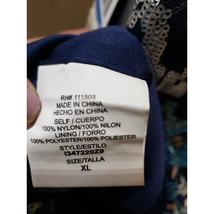 RN# 111503
MADE IN CHINA
HECHO EN CHINA
SELF / CUERPO
100% NYLON/100% NILON
LINING / FORRO
100% POLYESTER/100% POLIESTER
STYLE/ESTILO
I347220Z9
SIZE/TALLA
XL